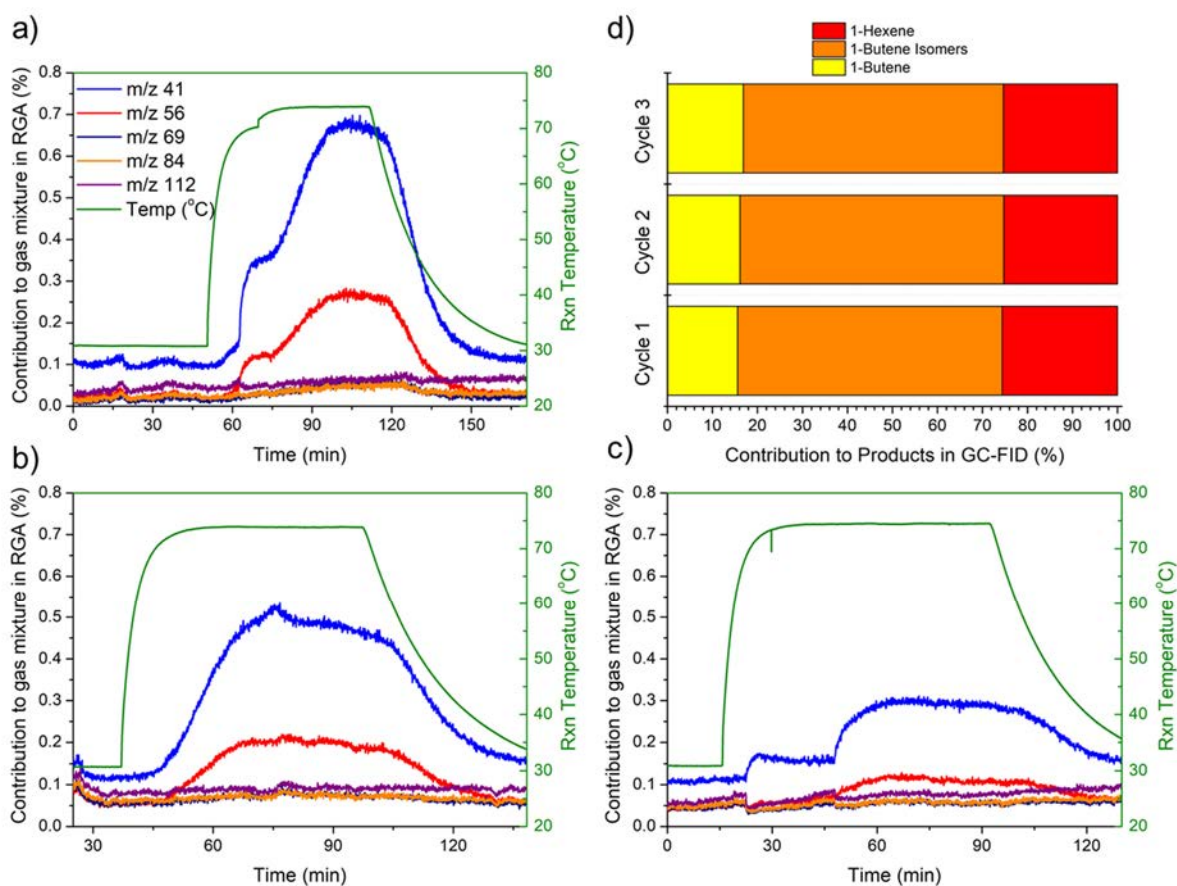 a)
Contribution to gas mixture in RGA (%)
0.8
0.7
0.6
0.5
0.4
0.3
0.2
0.1
0.0
m/z 41
m/z 56
m/z 69
m/z 84
m/z 112
Temp (°C)
80
70
60
50
40
30
20
Rxn Temperature (°C)
0 30 60 90 120 150
Time (min)
d)
1-Hexene
1-Butene Isomers
1-Butene
Cycle 3
Cycle 2
Cycle 1
0 10 20 30 40 50 60 70 80 90 100
Contribution to Products in GC-FID (%)
b)
Contribution to gas mixture in RGA (%)
0.8
0.7
0.6
0.5
0.4
0.3
0.2
0.1
0.0
80
70
60
50
40
30
20
Rxn Temperature (°C)
30 60 90 120
Time (min)
c)
Contribution to gas mixture in RGA (%)
0.8
0.7
0.6
0.5
0.4
0.3
0.2
0.1
0.0
80
70
60
50
40
30
20
Rxn Temperature (°C)
0 30 60 90 120
Time (min)